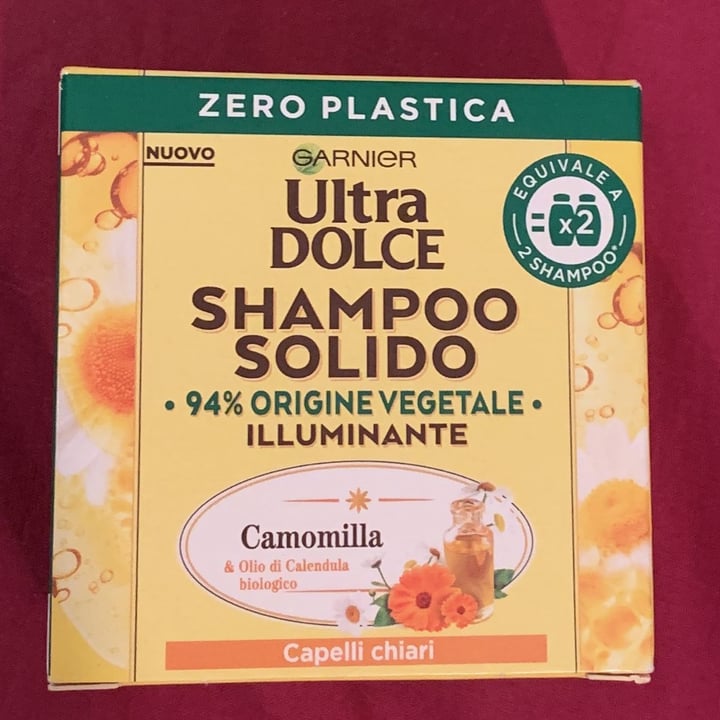 ZERO PLASTICA
NUOVO
GARNIER
Ultra
DOLCE
EQUIVALE A
=x2
2 SHAMPOO*
SHAMPOO
SOLIDO
• 94% ORIGINE VEGETALE •
ILLUMINANTE
Camomilla
& Olio di Calendula
biologico
Capelli chiari